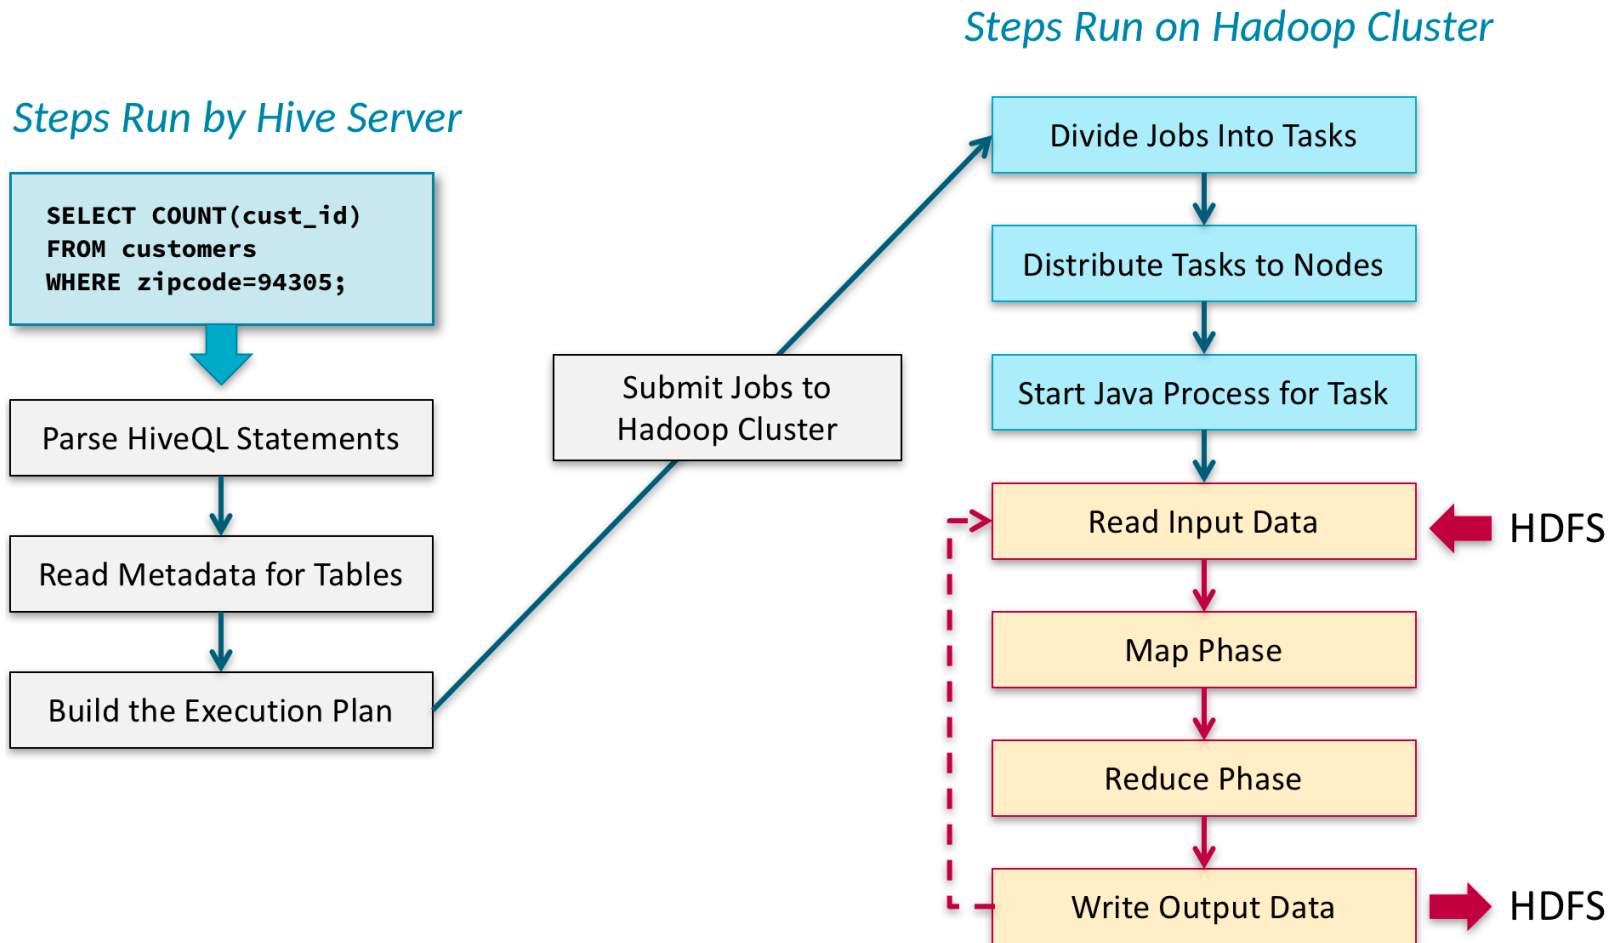 Steps Run by Hive Server
SELECT COUNT(cust_id)
FROM customers
WHERE zipcode=94305;
Parse HiveQL Statements
Read Metadata for Tables
Build the Execution Plan
Submit Jobs to
Hadoop Cluster
Steps Run on Hadoop Cluster
Divide Jobs Into Tasks
Distribute Tasks to Nodes
Start Java Process for Task
Read Input Data
HDFS
Map Phase
Reduce Phase
Write Output Data
HDFS